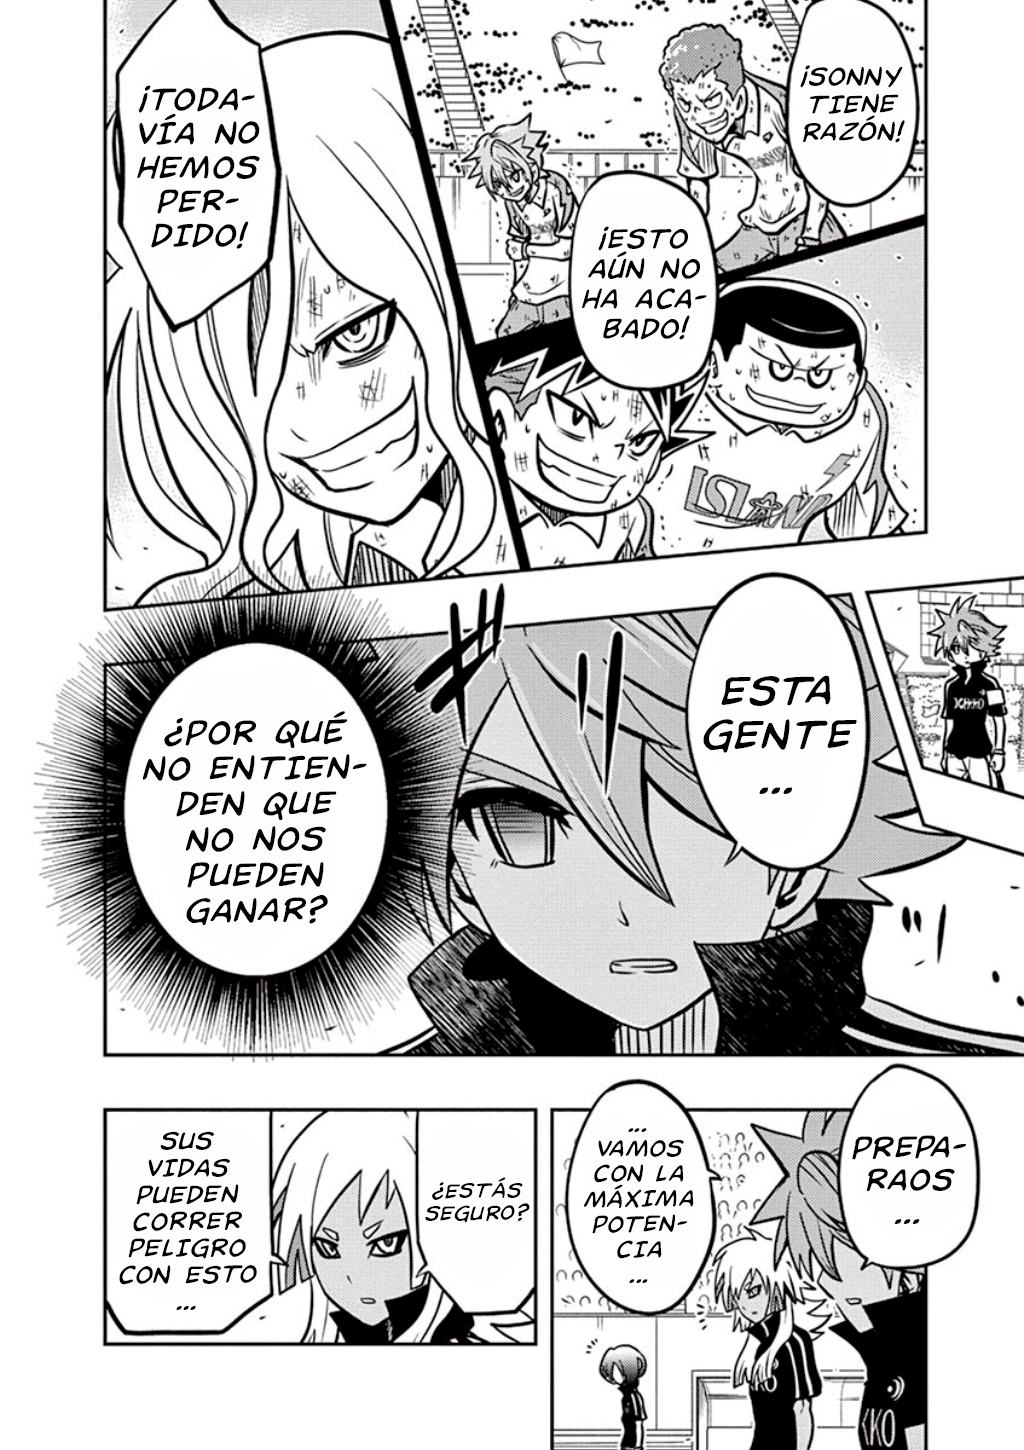 ¡SONNY
TIENE
RAZÓN!
¡ESTO
AÚN NO
HA ACA-
BADO!
¡TODA-
VÍA NO
HEMOS
PER-
DIDO!
ISLAND
ESTA
GENTE
...
¿POR QUÉ
NO ENTIEN-
DEN QUE
NO NOS
PUEDEN
GANAR?
PREPA-
RAOS
...
...
VAMOS
CON LA
MÁXIMA
POTEN-
CIA
...
KKO
¿ESTÁS
SEGURO?
SUS
VIDAS
PUEDEN
CORRER
PELIGRO
CON ESTO
...